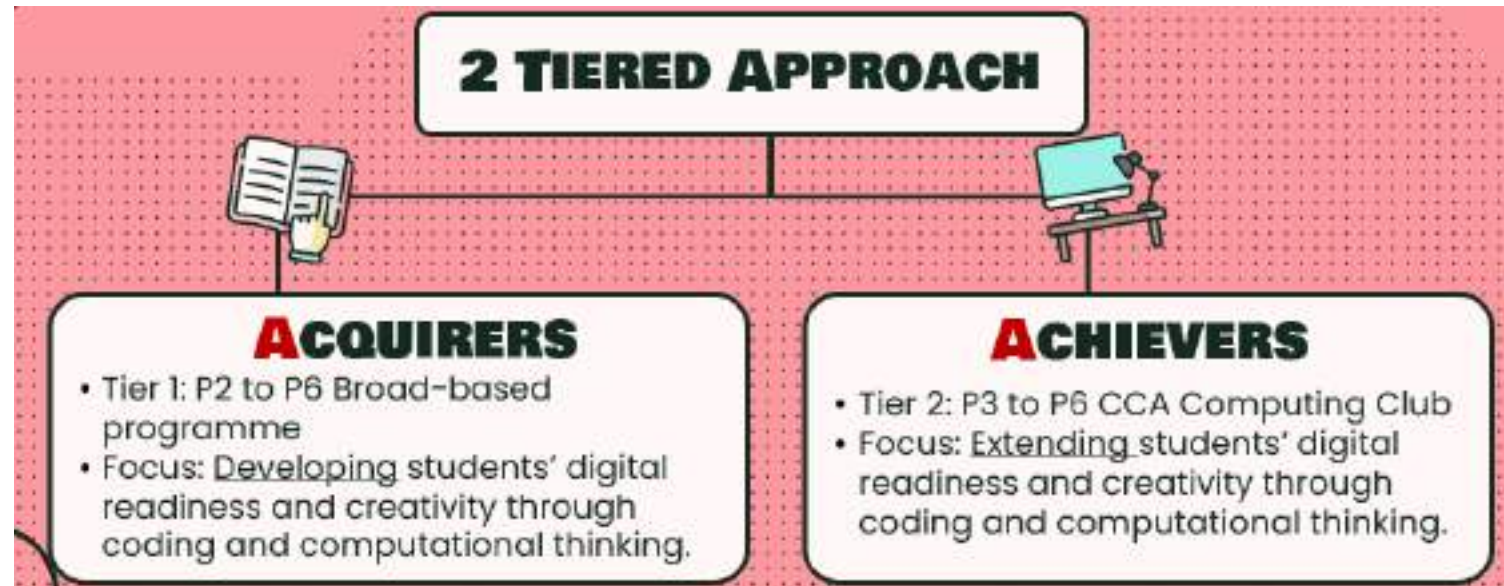 2 TIERED APPROACH
ACQUIRERS
• Tier 1: P2 to P6 Broad-based
programme
• Focus: Developing students' digital
readiness and creativity through
coding and computational thinking.
ACHIEVERS
• Tier 2: P3 to P6 CCA Computing Club
• Focus: Extending students' digital
readiness and creativity through
coding and computational thinking.